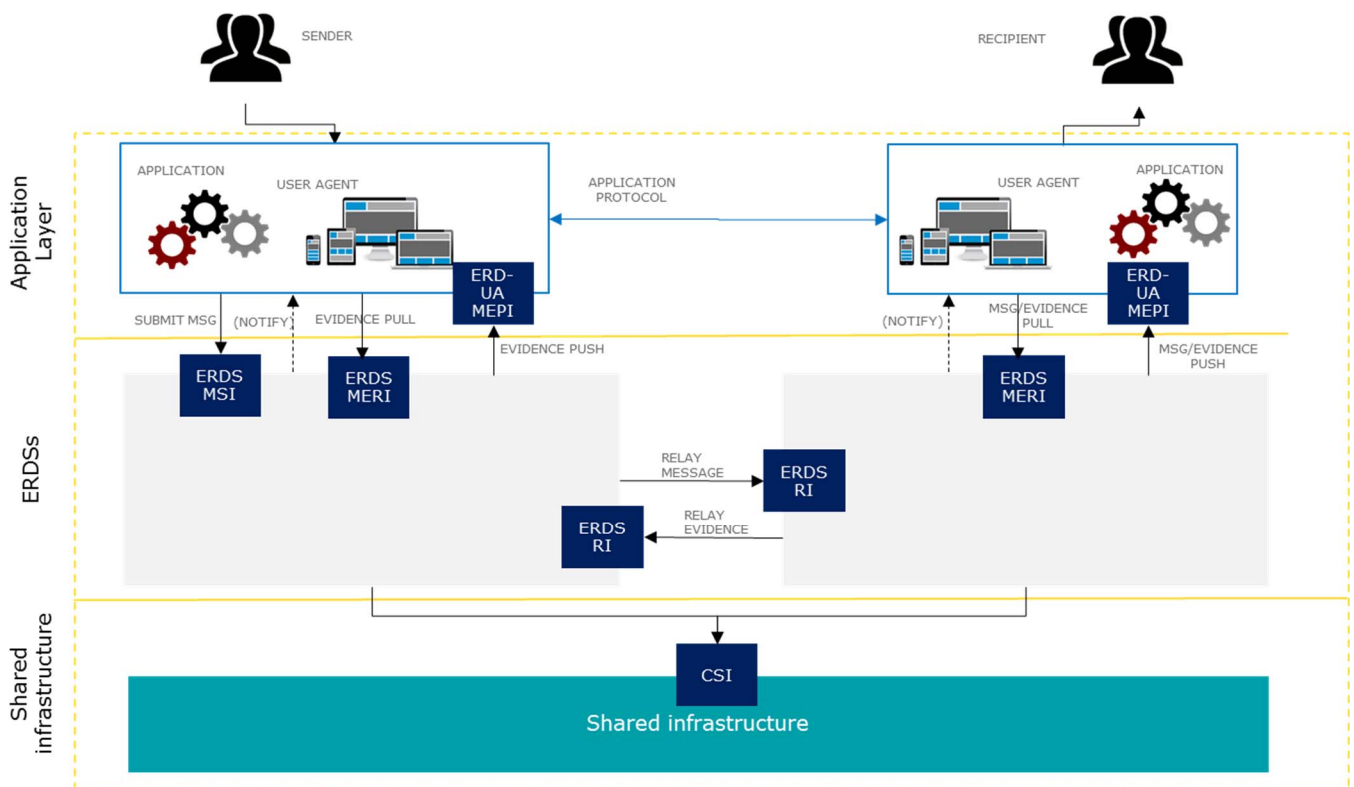 SENDER
RECIPIENT
Application
Layer
APPLICATION
USER AGENT
ERD-
UA
MEPI
APPLICATION
PROTOCOL
USER AGENT
APPLICATION
ERD-
UA
MEPI
SUBMIT MSG
(NOTIFY)
EVIDENCE PULL
EVIDENCE PUSH
(NOTIFY)
MSG/EVIDENCE
PULL
MSG/EVIDENCE
PUSH
ERDSs
ERDS
MSI
ERDS
MERI
ERDS
MERI
RELAY
MESSAGE
ERDS
RI
ERDS
RI
RELAY
EVIDENCE
Shared
infrastructure
CSI
Shared infrastructure